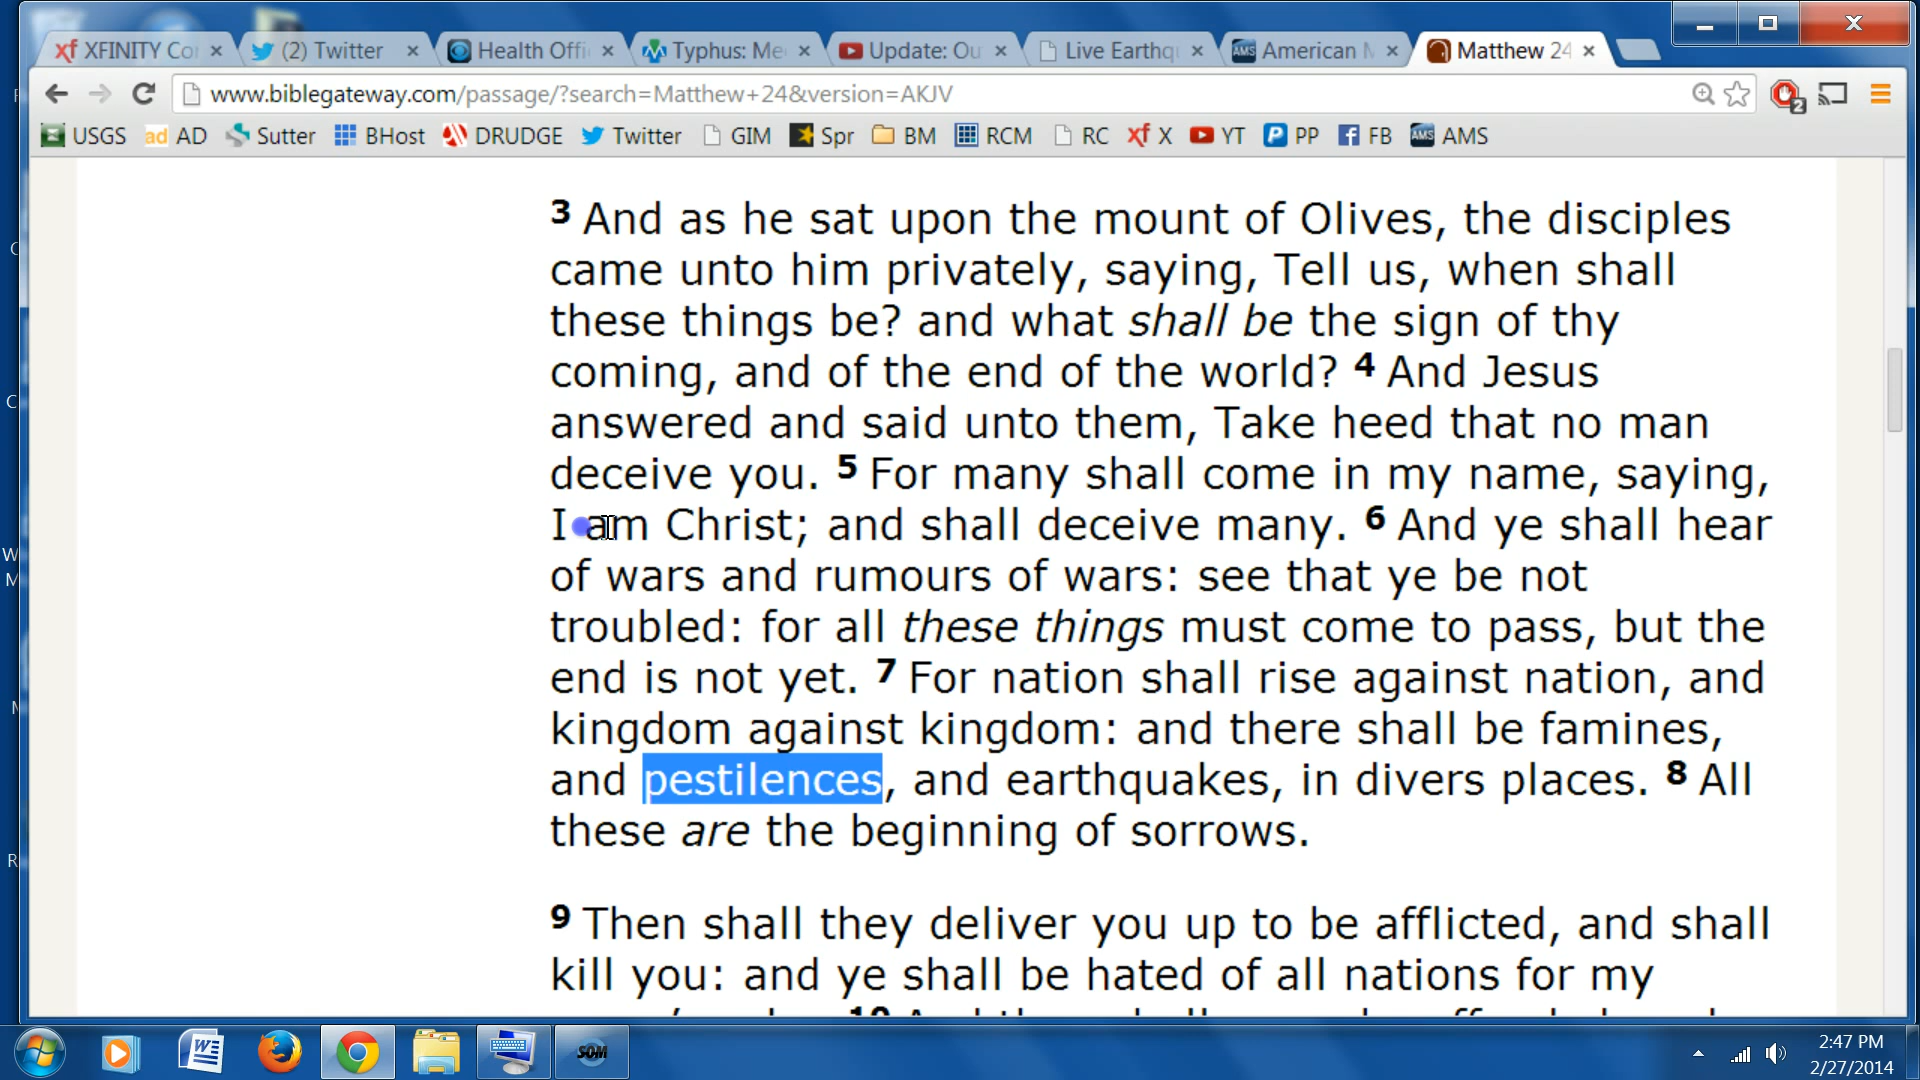 XFINITY Co
(2) Twitter
Health Offi
Typhus: Me
Update: Ou
Live Earthq
American M
Matthew 24
www.biblegateway.com/passage/?search=Matthew+24&version=AKJV
2
USGS
ad AD
Sutter
BHost
DRUDGE
Twitter
GIM
Spr
BM
RCM
RC
xf X
YT
PP
FB
AMS AMS
3 And as he sat upon the mount of Olives, the disciples
came unto him privately, saying, Tell us, when shall
these things be? and what shall be the sign of thy
coming, and of the end of the world? 4 And Jesus
answered and said unto them, Take heed that no man
deceive you. 5 For many shall come in my name, saying,
I am Christ; and shall deceive many. 6 And ye shall hear
of wars and rumours of wars: see that ye be not
troubled: for all these things must come to pass, but the
end is not yet. 7 For nation shall rise against nation, and
kingdom against kingdom: and there shall be famines,
and pestilences, and earthquakes, in divers places. 8 All
these are the beginning of sorrows.
9 Then shall they deliver you up to be afflicted, and shall
kill you: and ye shall be hated of all nations for my
SOM
2:47 PM
2/27/2014